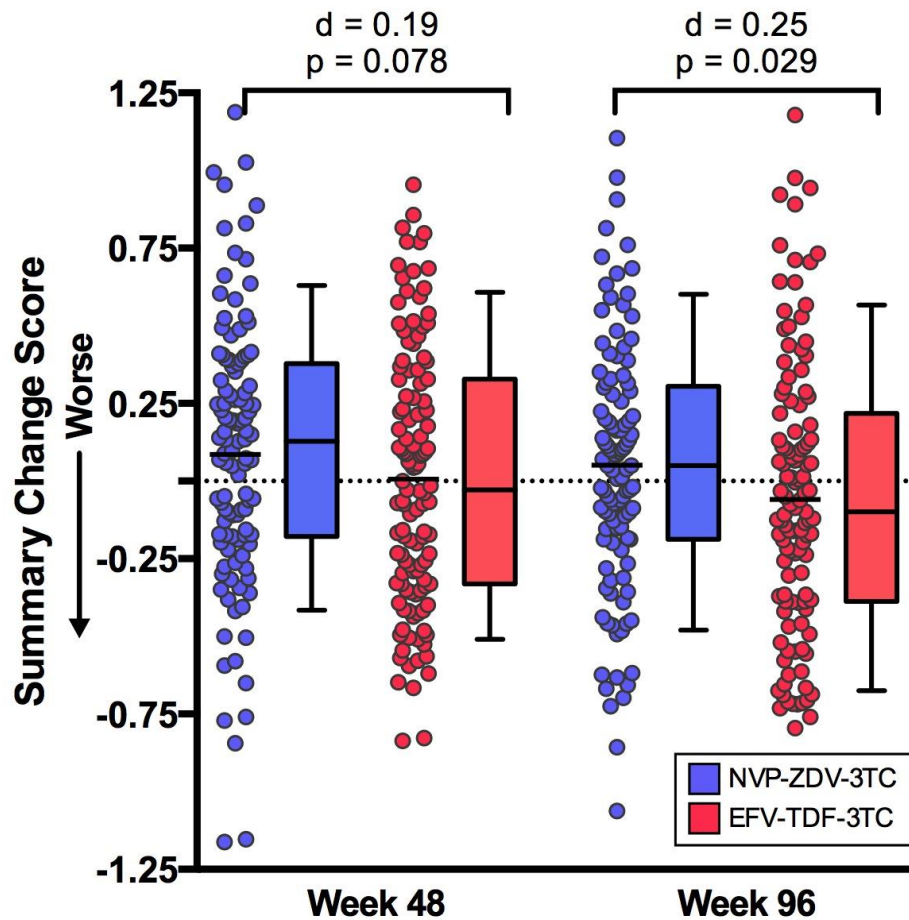 d = 0.19
p = 0.078
d = 0.25
p = 0.029
1.25
0.75
0.25
-0.25
-0.75
-1.25
Summary Change Score
Worse
NVP-ZDV-3TC
EFV-TDF-3TC
Week 48
Week 96